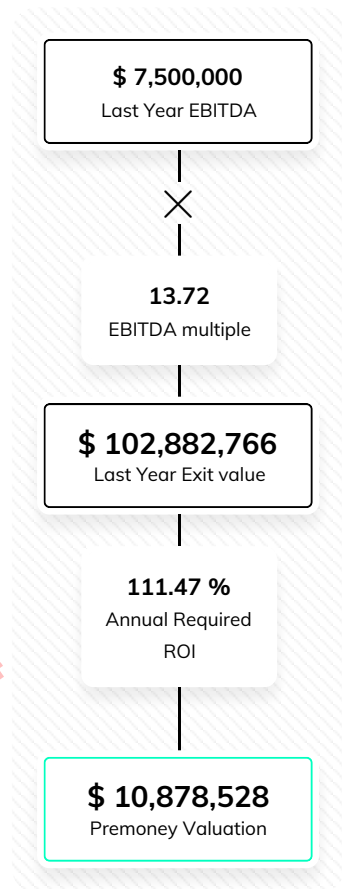 $ 7,500,000
Last Year EBITDA
13.72
EBITDA multiple
$ 102,882,766
Last Year Exit value
111.47 %
Annual Required
ROI
$ 10,878,528
Premoney Valuation